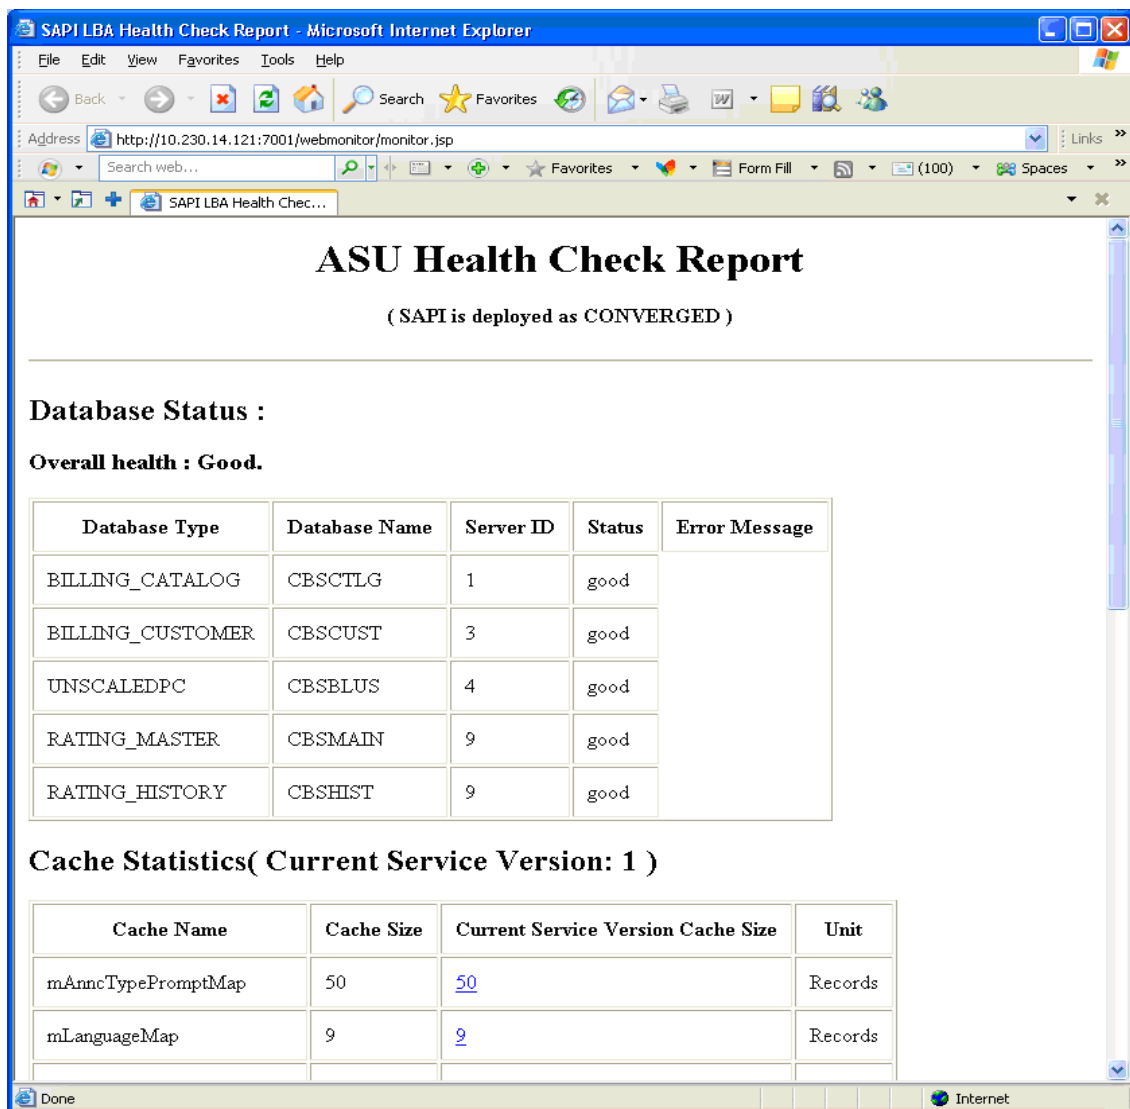 SAPI LBA Health Check Report - Microsoft Internet Explorer
File Edit View Favorites Tools Help
Back Search Favorites
Address http://10.230.14.121:7001/webmonitor/monitor.jsp Links »
Search web... Favorites Form Fill (100) Spaces »
SAPI LBA Health Chec...
ASU Health Check Report
( SAPI is deployed as CONVERGED )
Database Status :
Overall health : Good.
Database Type Database Name Server ID Status Error Message
BILLING_CATALOG CBSCTLG 1 good
BILLING_CUSTOMER CBSCUST 3 good
UNSCALEDPC CBSBLUS 4 good
RATING_MASTER CBSMAIN 9 good
RATING_HISTORY CBSHIST 9 good
Cache Statistics( Current Service Version: 1 )
Cache Name Cache Size Current Service Version Cache Size Unit
mAnncTypePromptMap 50 50 Records
mLanguageMap 9 9 Records
Done Internet